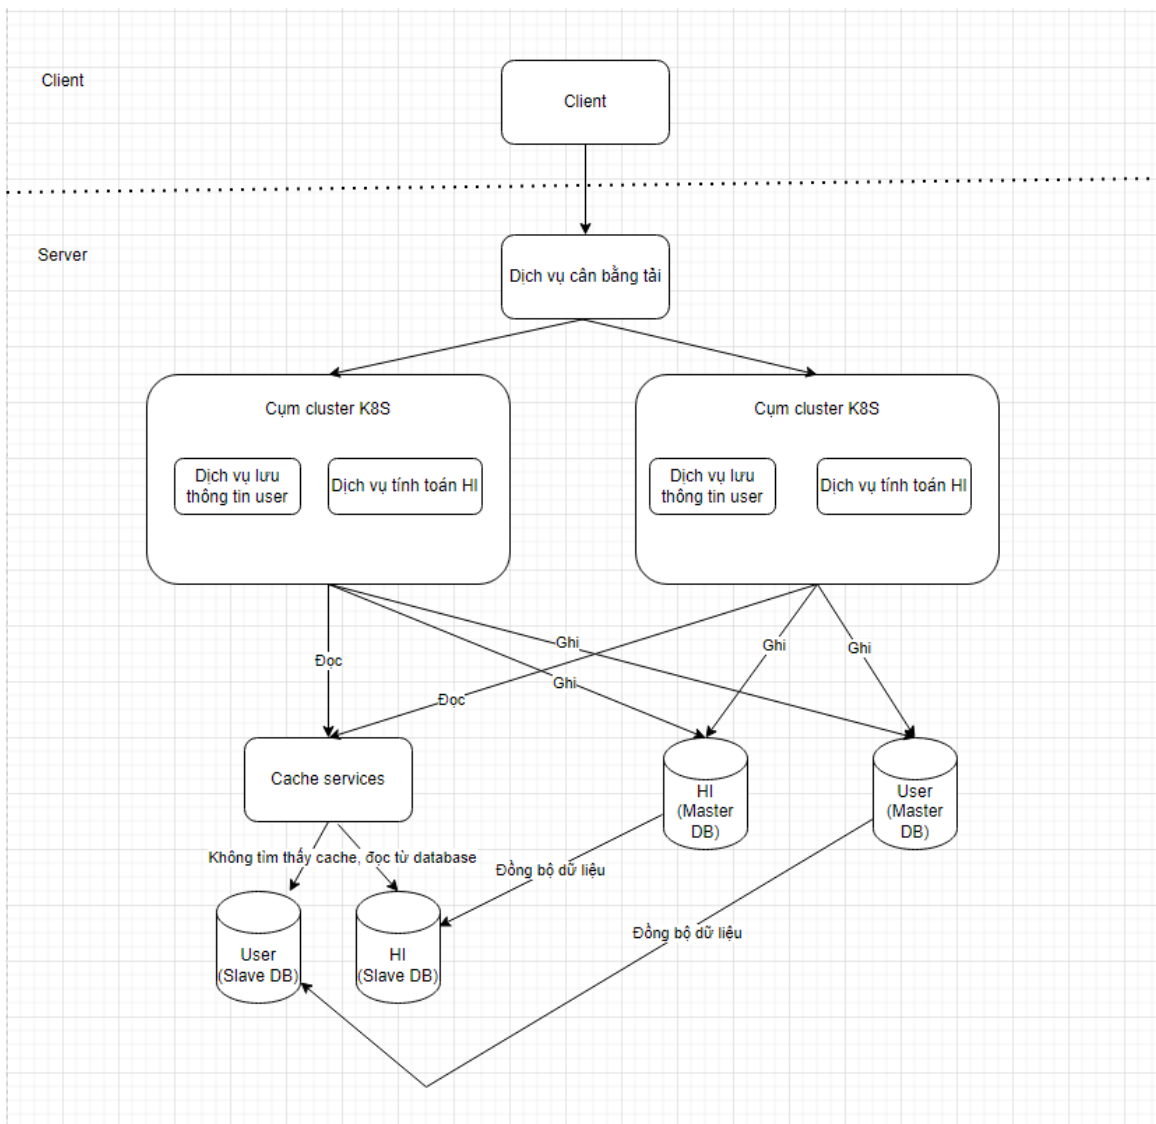 Client
Client
Server
Dịch vụ cân bằng tải
Cụm cluster K8S
Dịch vụ lưu
thông tin user
Dịch vụ tính toán HI
Cụm cluster K8S
Dịch vụ lưu
thông tin user
Dịch vụ tính toán HI
Ghi
Ghi
Ghi
Đọc
Ghi
Đọc
Cache services
HI
(Master
DB)
User
(Master
DB)
Không tìm thấy cache, đọc từ database
Đồng bộ dữ liệu
Đồng bộ dữ liệu
User
(Slave DB)
HI
(Slave DB)